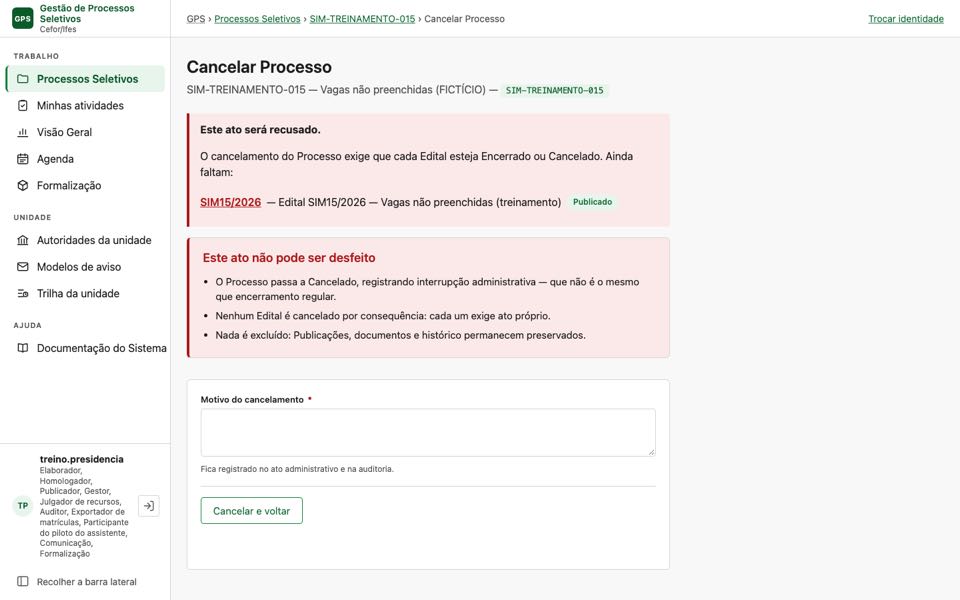 GPS
Gestão de Processos
Seletivos
Cefor/Ifes
GPS › Processos Seletivos › SIM-TREINAMENTO-015 › Cancelar Processo
Trocar identidade
TRABALHO
Processos Seletivos
Minhas atividades
Visão Geral
Agenda
Formalização
UNIDADE
Autoridades da unidade
Modelos de aviso
Trilha da unidade
AJUDA
Documentação do Sistema
TP
treino.presidencia
Elaborador,
Homologador,
Publicador, Gestor,
Julgador de recursos,
Auditor, Exportador de
matrículas, Participante
do piloto do assistente,
Comunicação,
Formalização
Recolher a barra lateral
Cancelar Processo
SIM-TREINAMENTO-015 — Vagas não preenchidas (FICTÍCIO) — SIM-TREINAMENTO-015
Este ato será recusado.
O cancelamento do Processo exige que cada Edital esteja Encerrado ou Cancelado. Ainda
faltam:
SIM15/2026 — Edital SIM15/2026 — Vagas não preenchidas (treinamento) Publicado
Este ato não pode ser desfeito
• O Processo passa a Cancelado, registrando interrupção administrativa — que não é o mesmo
que encerramento regular.
• Nenhum Edital é cancelado por consequência: cada um exige ato próprio.
• Nada é excluído: Publicações, documentos e histórico permanecem preservados.
Motivo do cancelamento *
Fica registrado no ato administrativo e na auditoria.
Cancelar e voltar